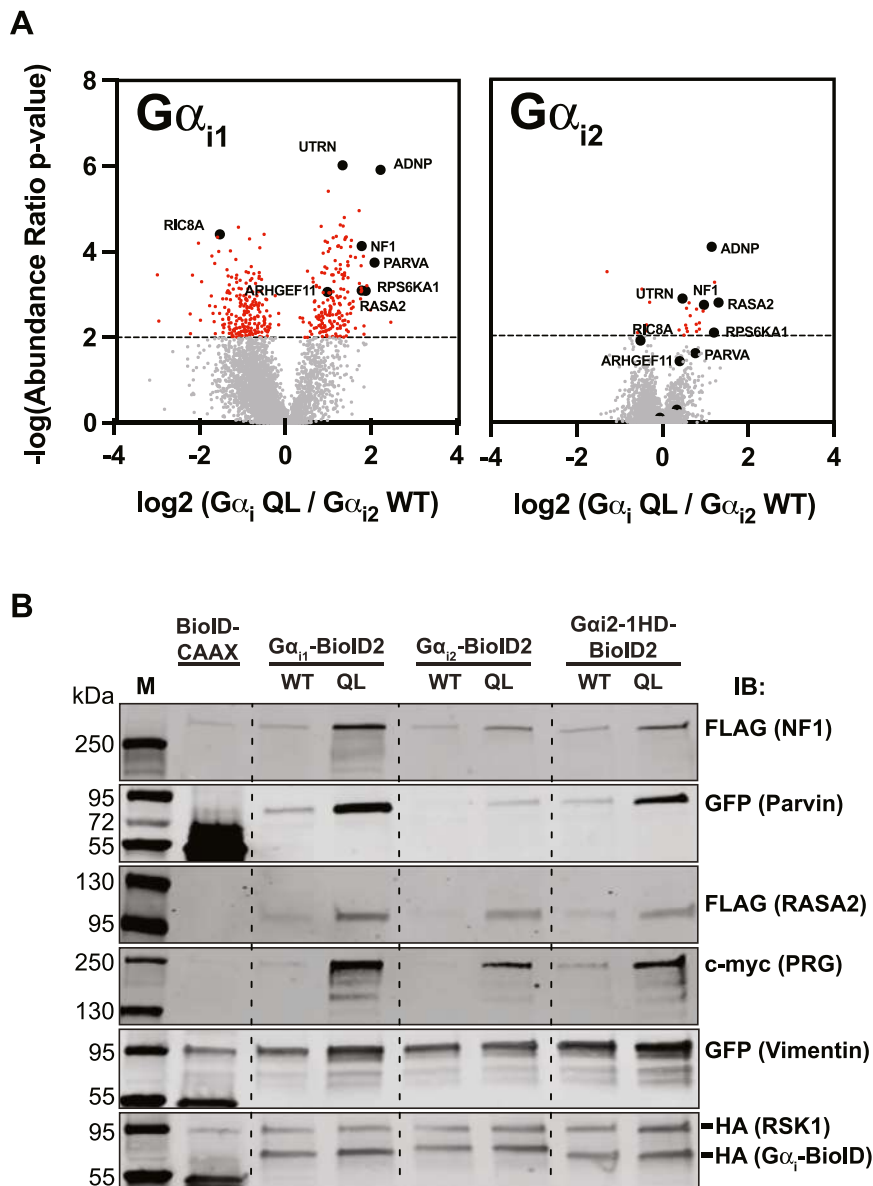 A
-log(Abundance Ratio p-value)
8
6
4
2
0
Gαi1
UTRN
ADNP
RIC8A
NF1
PARVA
ARHGEF11
RPS6KA1
RASA2
-4
-2
0
2
4
log2 (Gαi QL / Gαi2 WT)
Gαi2
ADNP
UTRN
NF1
RASA2
RIC8A
RPS6KA1
ARHGEF11
PARVA
-4
-2
0
2
4
log2 (Gαi QL / Gαi2 WT)
B
BioID-
CAAX
Gαi1-BioID2
Gαi2-BioID2
Gαi2-1HD-
BioID2
kDa
M
WT
QL
WT
QL
WT
QL
IB:
250
FLAG (NF1)
95
72
55
GFP (Parvin)
130
95
FLAG (RASA2)
250
130
c-myc (PRG)
95
55
GFP (Vimentin)
95
55
HA (RSK1)
HA (Gαi-BioID)